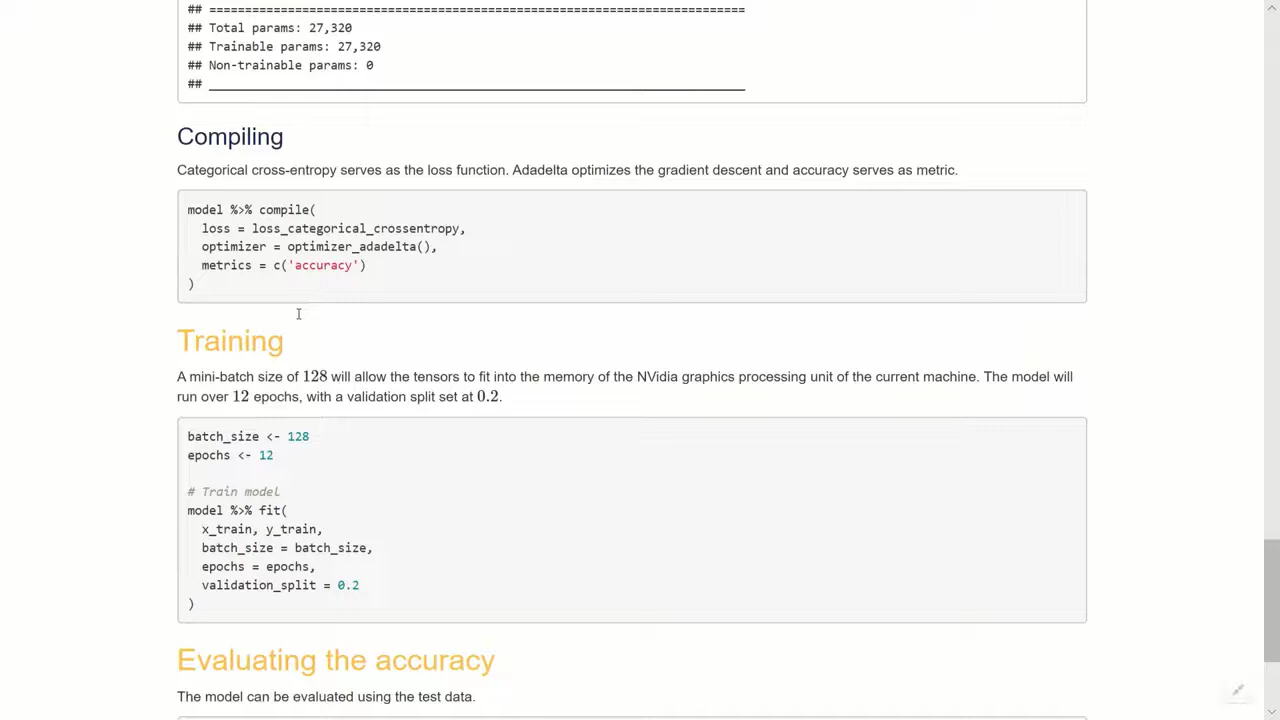 ## ===========================================================================
## Total params: 27,320
## Trainable params: 27,320
## Non-trainable params: 0
## ___________________________________________________________________________
Compiling
Categorical cross-entropy serves as the loss function. Adadelta optimizes the gradient descent and accuracy serves as metric.
model %>% compile(
  loss = loss_categorical_crossentropy,
  optimizer = optimizer_adadelta(),
  metrics = c('accuracy')
)
Training
A mini-batch size of 128 will allow the tensors to fit into the memory of the NVidia graphics processing unit of the current machine. The model will
run over 12 epochs, with a validation split set at 0.2.
batch_size <- 128
epochs <- 12
# Train model
model %>% fit(
  x_train, y_train,
  batch_size = batch_size,
  epochs = epochs,
  validation_split = 0.2
)
Evaluating the accuracy
The model can be evaluated using the test data.